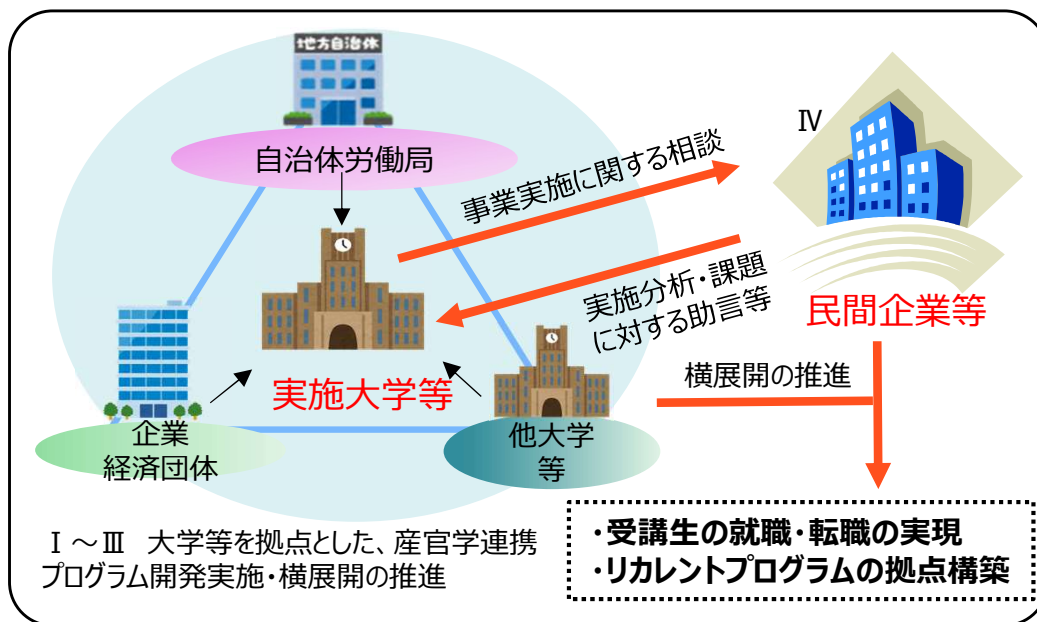 地方自治体
自治体労働局
Ⅳ
事業実施に関する相談
実施分析・課題
に対する助言等
民間企業等
実施大学等
横展開の推進
企業
経済団体
他大学
等
Ⅰ～Ⅲ 大学等を拠点とした、産官学連携
プログラム開発実施・横展開の推進
・受講生の就職・転職の実現
・リカレントプログラムの拠点構築